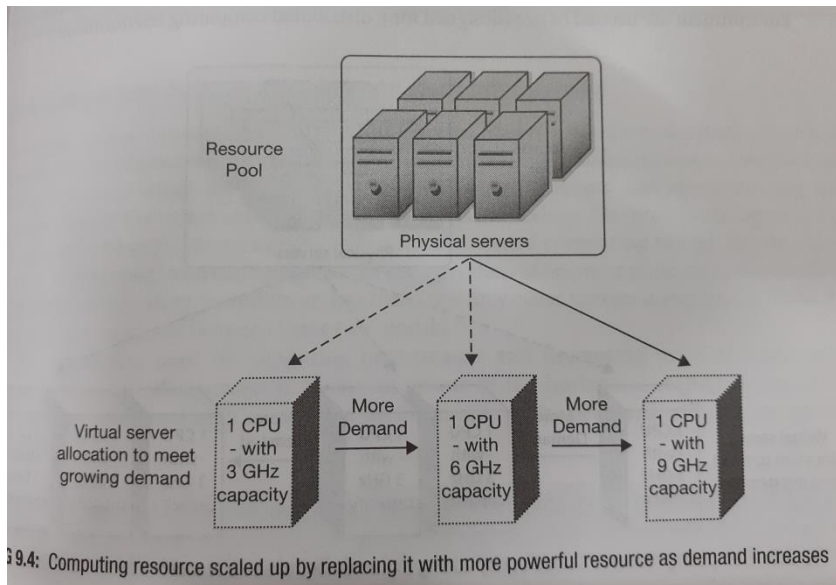 Resource
Pool
Physical servers
Virtual server
allocation to meet
growing demand
1 CPU
- with
3 GHz
capacity
More
Demand
1 CPU
- with
6 GHz
capacity
More
Demand
1 CPU
- with
9 GHz
capacity
G 9.4: Computing resource scaled up by replacing it with more powerful resource as demand increases